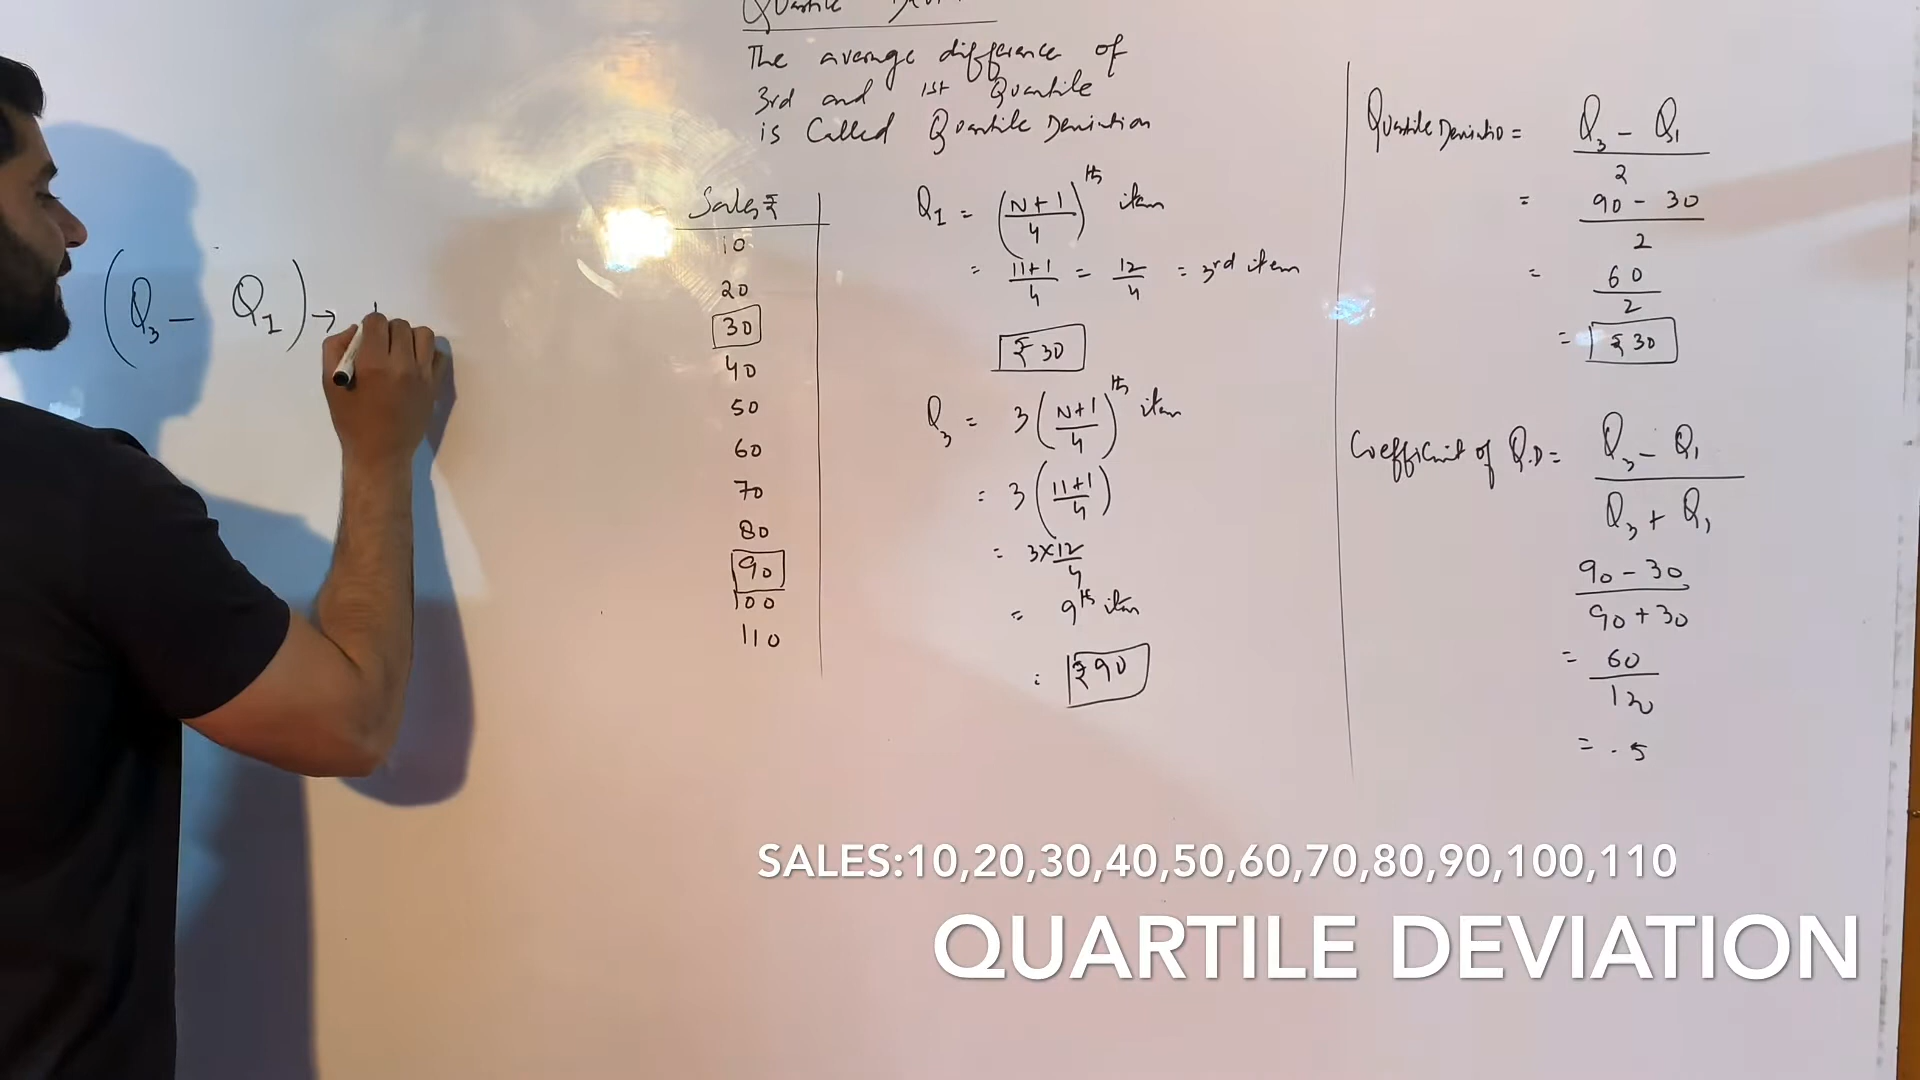 The average difference of
3rd and 1st Quartile
is Called Quartile Deviation
(Q₃ - Q₁) →
Sales ₹
10
20
30
40
50
60
70
80
90
100
110
Q₁ = (N+1/4)th item
= 11+1/4 = 12/4 = 3rd item
₹30
Q₃ = 3(N+1/4)th item
= 3(11+1/4)
= 3×12/4
= 9th item
: ₹90
Quartile Deviatio = Q₃ - Q₁/2
= 90 - 30/2
= 60/2
= ₹30
Coefficint of Q.D = Q₃ - Q₁/Q₃ + Q₁
90 - 30/90 + 30
= 60/120
= .5
SALES:10,20,30,40,50,60,70,80,90,100,110
QUARTILE DEVIATION